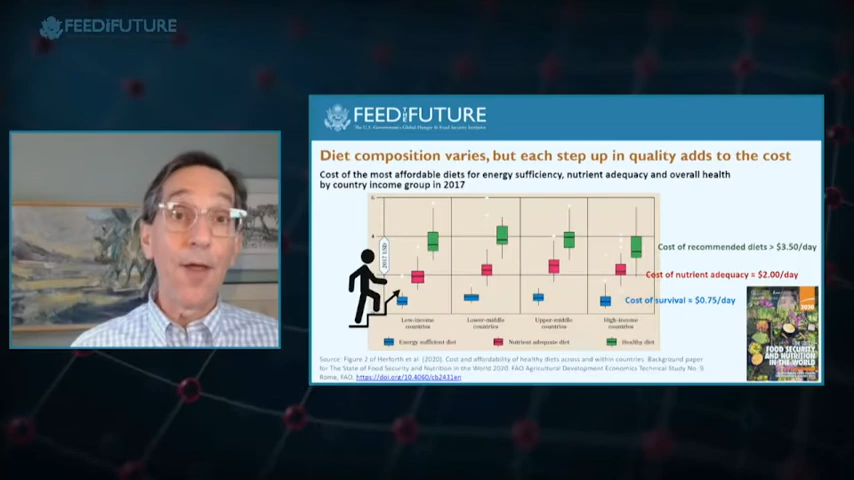 FEED THE FUTURE
FEED THE FUTURE
The U.S. Government's Global Hunger & Food Security Initiative
Diet composition varies, but each step up in quality adds to the cost
Cost of the most affordable diets for energy sufficiency, nutrient adequacy and overall health
by country income group in 2017
2017 USD
Cost of recommended diets > $3.50/day
Cost of nutrient adequacy ≈ $2.00/day
Cost of survival ≈ $0.75/day
Low-income
countries
Lower-middle
countries
Upper-middle
countries
High-income
countries
Energy sufficient diet
Nutrient adequate diet
Healthy diet
2020
FOOD SECURITY
AND NUTRITION
IN THE WORLD
Source: Figure 2 of Herforth et al. (2020). Cost and affordability of healthy diets across and within countries. Background paper
for The State of Food Security and Nutrition in the World 2020. FAO Agricultural Development Economics Technical Study No. 9.
Rome, FAO. https://doi.org/10.4060/cb2431en